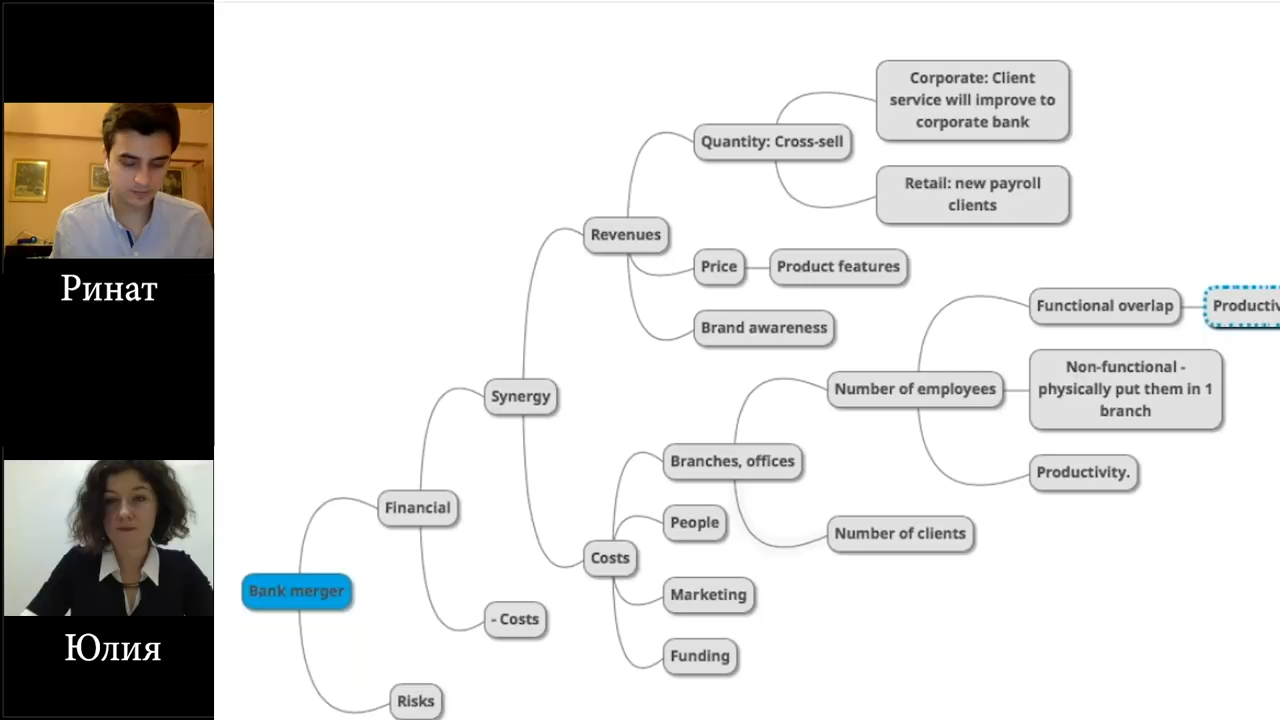 Ринат
Юлия
Corporate: Client
service will improve to
corporate bank
Quantity: Cross-sell
Retail: new payroll
clients
Revenues
Price
Product features
Brand awareness
Functional overlap
Productiv
Non-functional -
physically put them in 1
branch
Number of employees
Productivity.
Synergy
Branches, offices
Number of clients
People
Costs
Marketing
Funding
Financial
- Costs
Bank merger
Risks